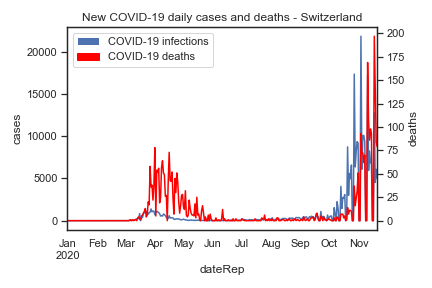 New COVID-19 daily cases and deaths - Switzerland
COVID-19 infections
COVID-19 deaths
cases
20000
15000
10000
5000
0
200
175
150
125
100
75
50
25
0
deaths
Jan Feb Mar Apr May Jun Jul Aug Sep Oct Nov
2020
dateRep